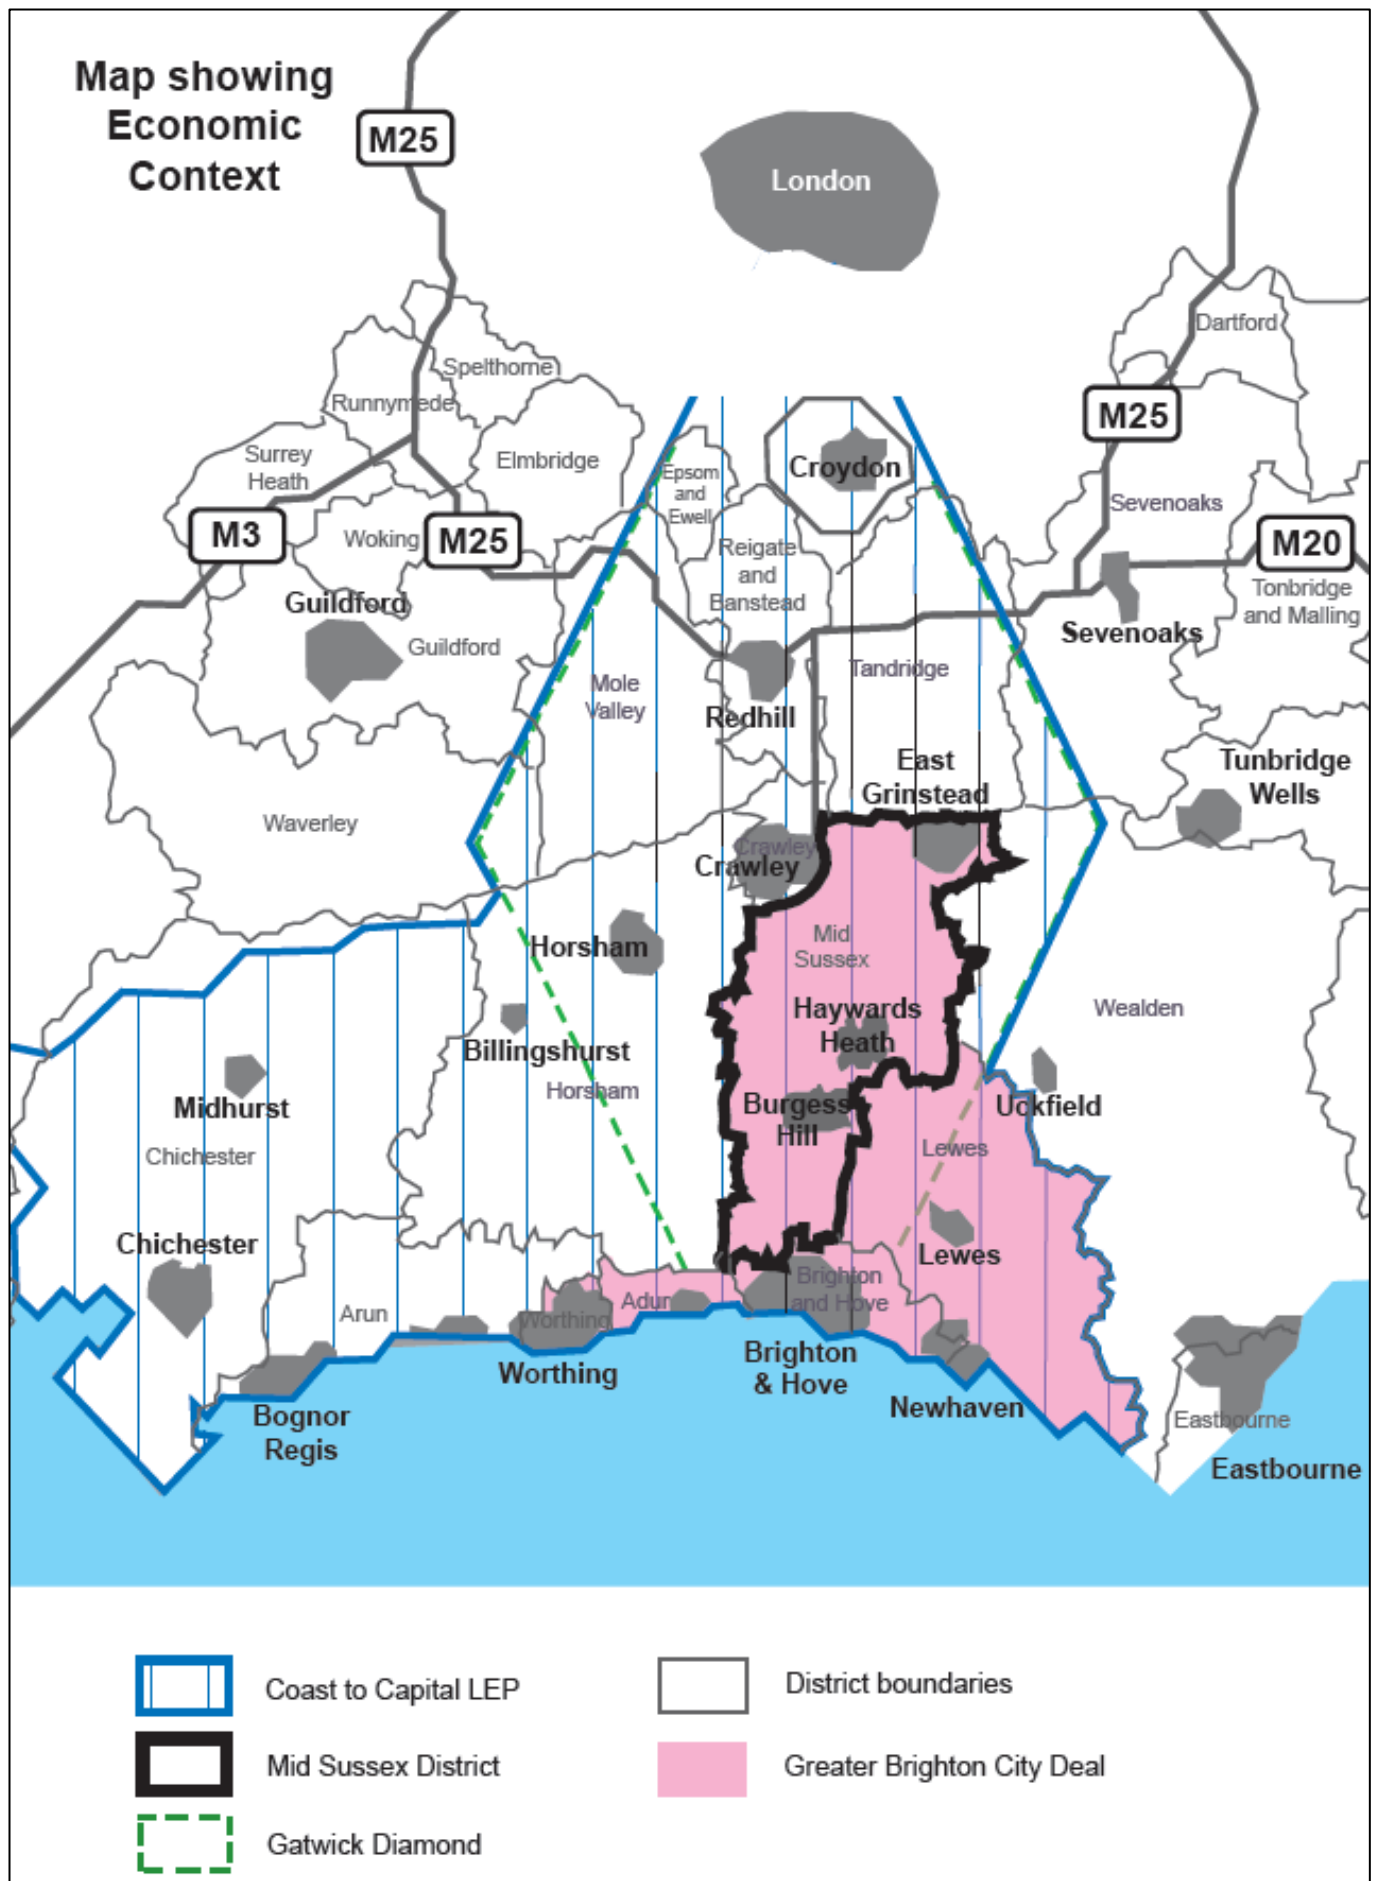 Map showing
Economic
Context
M25
London
Dartford
Spelthorne
Runnymede
M25
Surrey
Heath
Elmbridge
Epsom
and
Ewell
Croydon
Sevenoaks
M3
Woking
M25
Reigate
and
Banstead
M20
Tonbridge
and Malling
Guildford
Guildford
Sevenoaks
Mole
Valley
Tandridge
Redhill
East
Grinstead
Tunbridge
Wells
Waverley
Crawley
Crawley
Horsham
Mid
Sussex
Haywards
Heath
Wealden
Billingshurst
Horsham
Midhurst
Burgess
Hill
Uckfield
Chichester
Lewes
Chichester
Lewes
Arun
Worthing
Adur
Brighton
and Hove
Worthing
Brighton
& Hove
Newhaven
Bognor
Regis
Eastbourne
Eastbourne
Coast to Capital LEP
District boundaries
Mid Sussex District
Greater Brighton City Deal
Gatwick Diamond